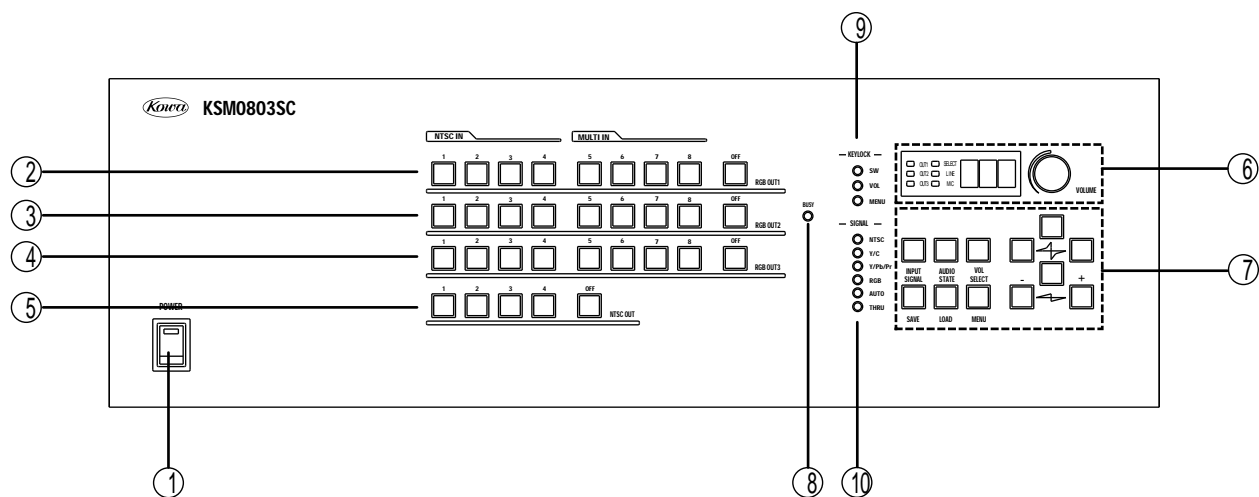 ⑨
Kowa KSM0803SC
NTSC IN MULTI IN
② 1 2 3 4 5 6 7 8 OFF
RGB OUT1
③ 1 2 3 4 5 6 7 8 OFF
RGB OUT2
④ 1 2 3 4 5 6 7 8 OFF
RGB OUT3
⑤ 1 2 3 4 OFF
NTSC OUT
POWER
BUSY
KEYLOCK
SW
VOL
MENU
SIGNAL
NTSC
Y/C
Y/Pb/Pr
RGB
AUTO
THRU
OUT1 SELECT
OUT2 LINE
OUT3 MIC
VOLUME
⑥
INPUT SIGNAL
AUDIO STATE
VOL SELECT
- +
SAVE LOAD MENU
⑦
① ⑧ ⑩